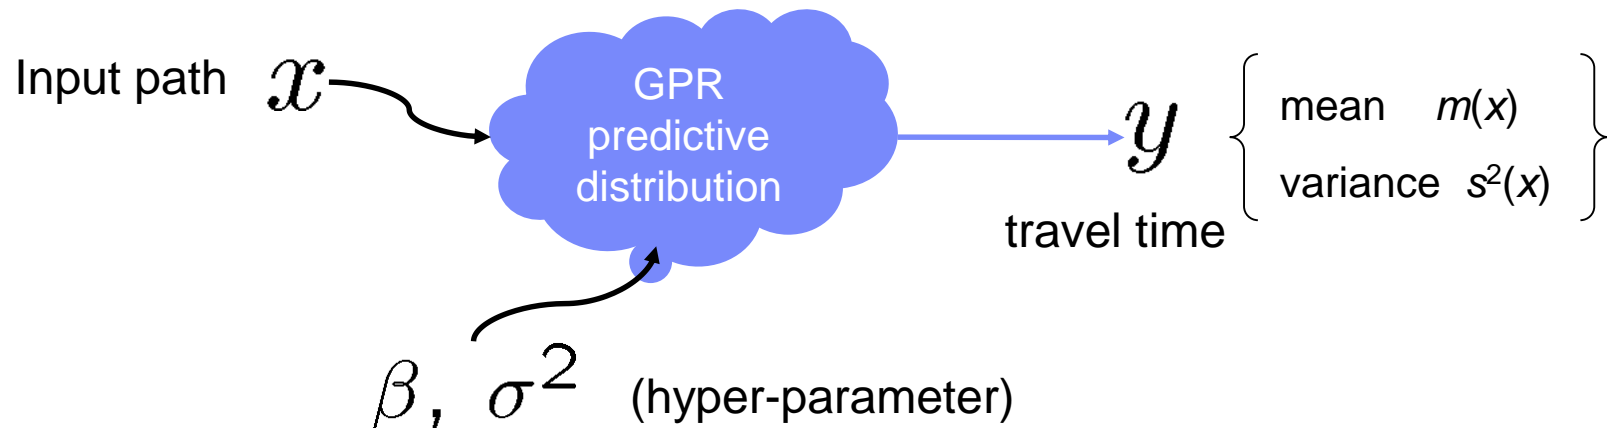 Input path x
GPR
predictive
distribution
y
travel time
mean m(x)
variance s²(x)
β, σ² (hyper-parameter)